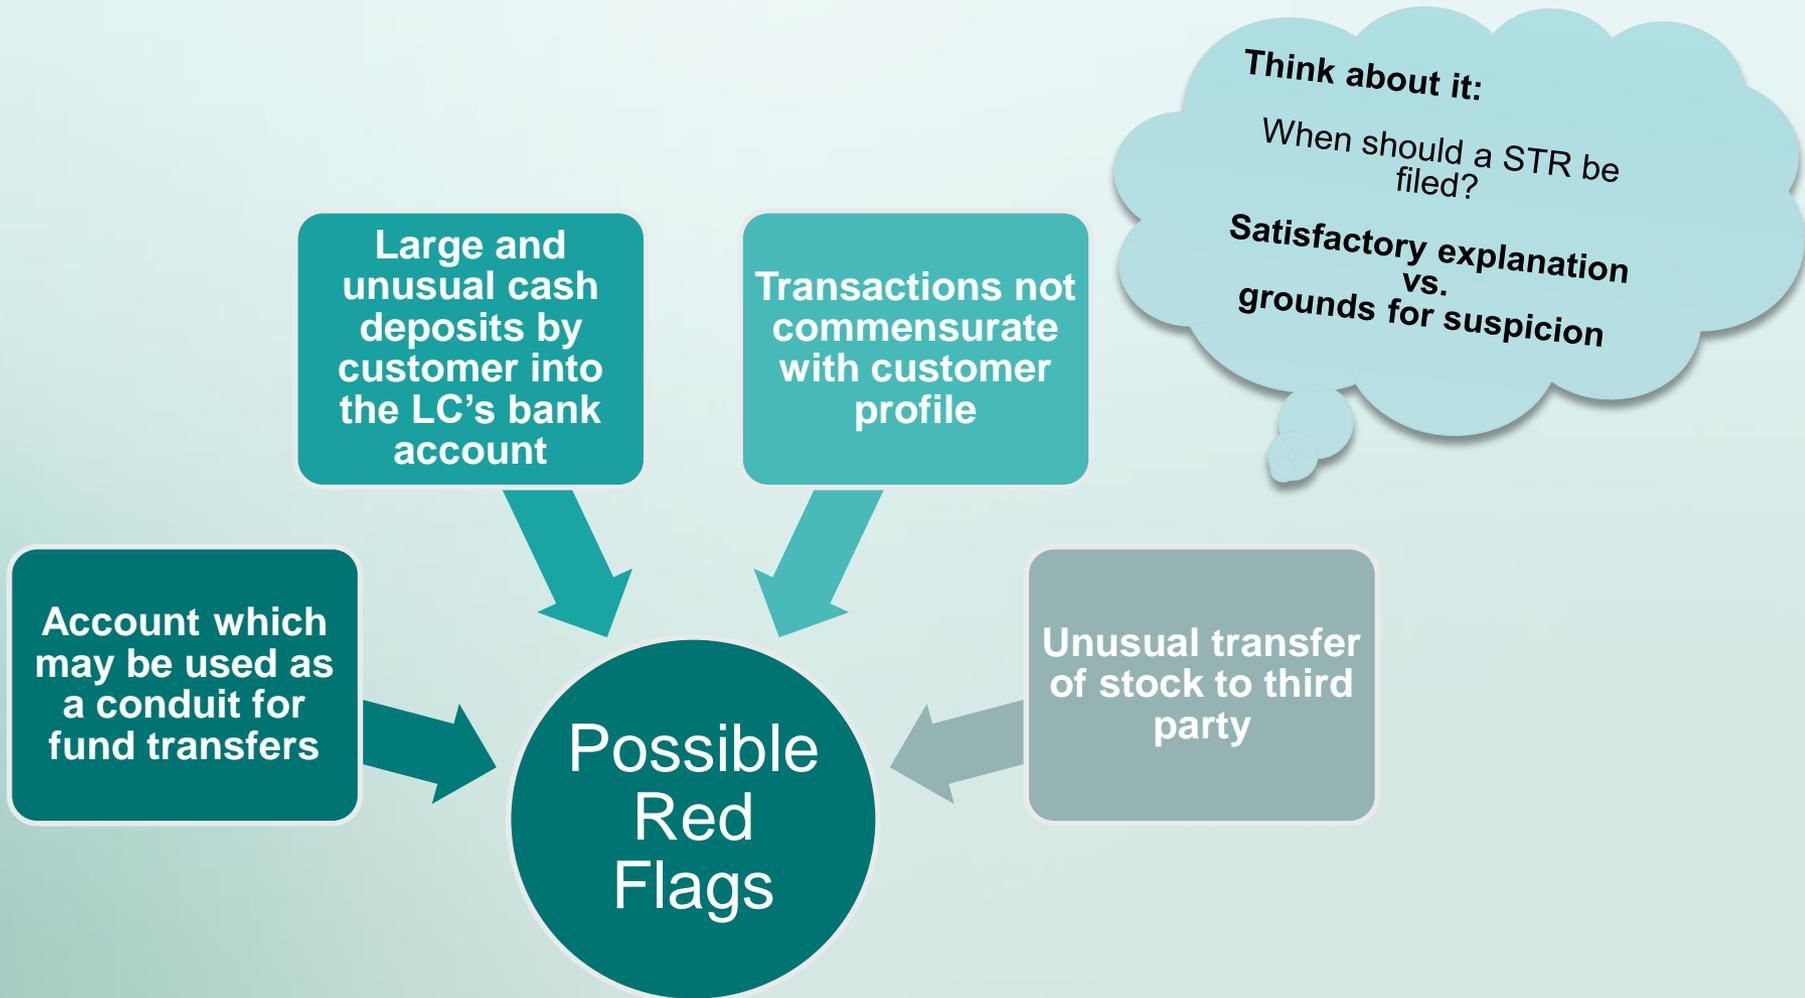 Think about it:
When should a STR be
filed?
Satisfactory explanation
vs.
grounds for suspicion
Large and
unusual cash
deposits by
customer into
the LC’s bank
account
Transactions not
commensurate
with customer
profile
Account which
may be used as
a conduit for
fund transfers
Unusual transfer
of stock to third
party
Possible
Red
Flags